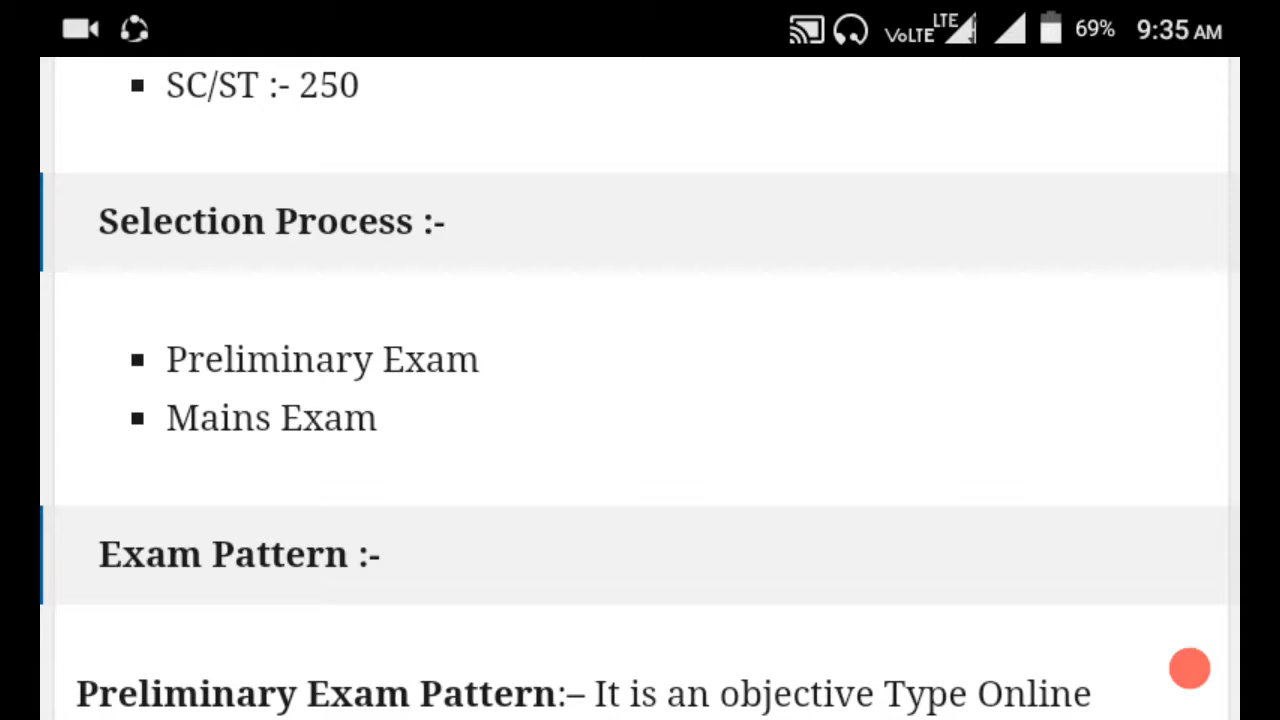 VoLTE LTE 69% 9:35 AM
SC/ST :- 250
Selection Process :-
Preliminary Exam
Mains Exam
Exam Pattern :-
Preliminary Exam Pattern:– It is an objective Type Online